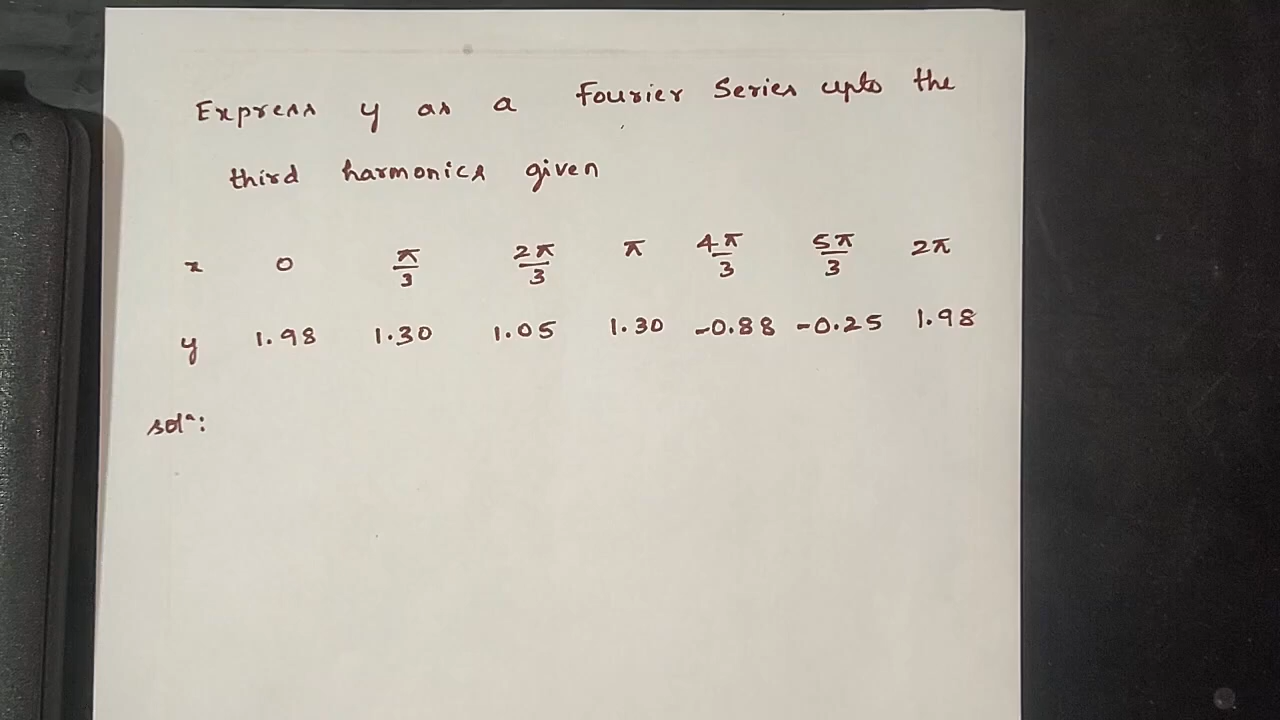 Express y as a Fourier Series upto the
third harmonics given
x 0 π/3 2π/3 π 4π/3 5π/3 2π
y 1.98 1.30 1.05 1.30 -0.88 -0.25 1.98
solⁿ: